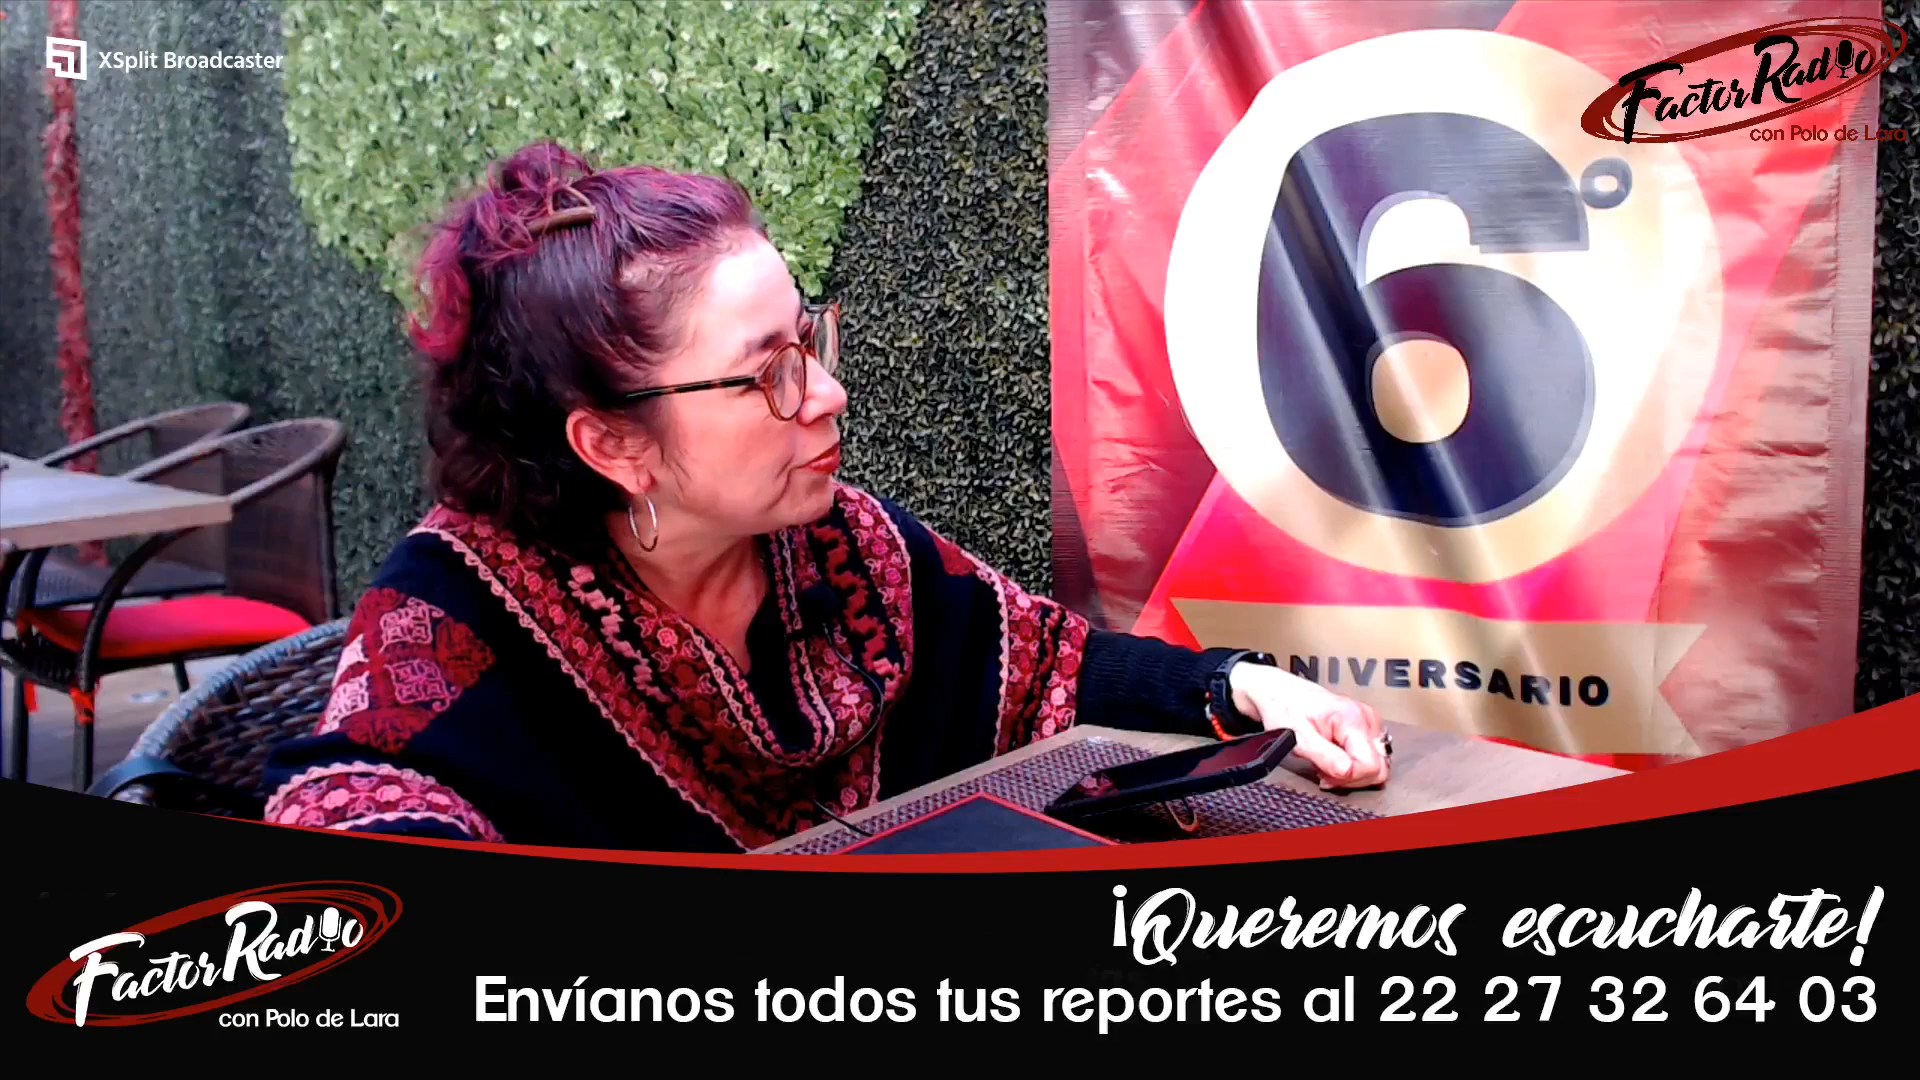 XSplit Broadcaster
Factor Radio
con Polo de Lara
6°
ANIVERSARIO
Factor Radio
con Polo de Lara
¡Queremos escucharte!
Envíanos todos tus reportes al 22 27 32 64 03